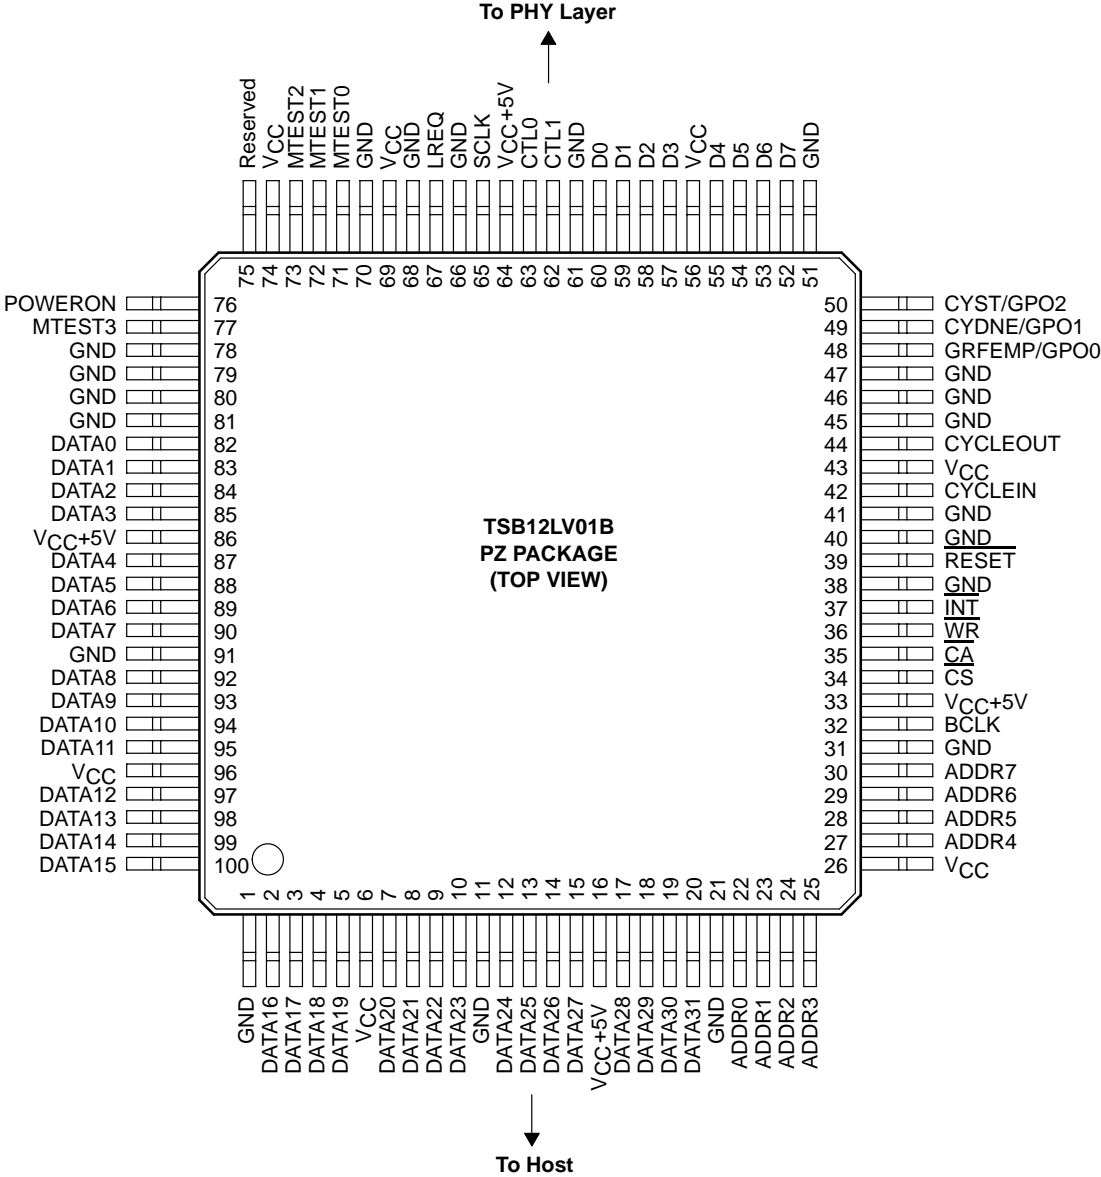 To PHY Layer
Reserved
VCC
MTEST2
MTEST1
MTEST0
GND
VCC
GND
LREQ
GND
SCLK
VCC+5V
CTL0
CTL1
GND
D0
D1
D2
D3
VCC
D4
D5
D6
D7
GND
75
74
73
72
71
70
69
68
67
66
65
64
63
62
61
60
59
58
57
56
55
54
53
52
51
POWERON 76
MTEST3 77
GND 78
GND 79
GND 80
GND 81
DATA0 82
DATA1 83
DATA2 84
DATA3 85
VCC+5V 86
DATA4 87
DATA5 88
DATA6 89
DATA7 90
GND 91
DATA8 92
DATA9 93
DATA10 94
DATA11 95
VCC 96
DATA12 97
DATA13 98
DATA14 99
DATA15 100
TSB12LV01B
PZ PACKAGE
(TOP VIEW)
50 CYST/GPO2
49 CYDNE/GPO1
48 GRFEMP/GPO0
47 GND
46 GND
45 GND
44 CYCLEOUT
43 VCC
42 CYCLEIN
41 GND
40 GND
39 RESET
38 GND
37 INT
36 WR
35 CA
34 CS
33 VCC+5V
32 BCLK
31 GND
30 ADDR7
29 ADDR6
28 ADDR5
27 ADDR4
26 VCC
1
2
3
4
5
6
7
8
9
10
11
12
13
14
15
16
17
18
19
20
21
22
23
24
25
GND
DATA16
DATA17
DATA18
DATA19
VCC
DATA20
DATA21
DATA22
DATA23
GND
DATA24
DATA25
DATA26
DATA27
VCC+5V
DATA28
DATA29
DATA30
DATA31
GND
ADDR0
ADDR1
ADDR2
ADDR3
To Host